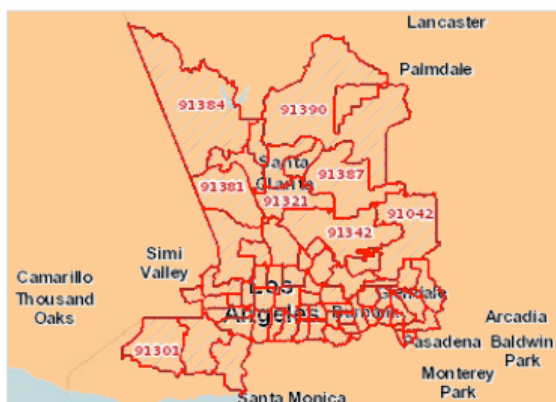 Lancaster
Palmdale
91384
91390
Santa
Clarita
91387
91381
91321
91042
91342
Simi
Valley
Camarillo
Thousand
Oaks
Los
Angeles
Glendale
Burbank
Pasadena
Arcadia
Baldwin
Park
91301
Monterey
Park
Santa Monica